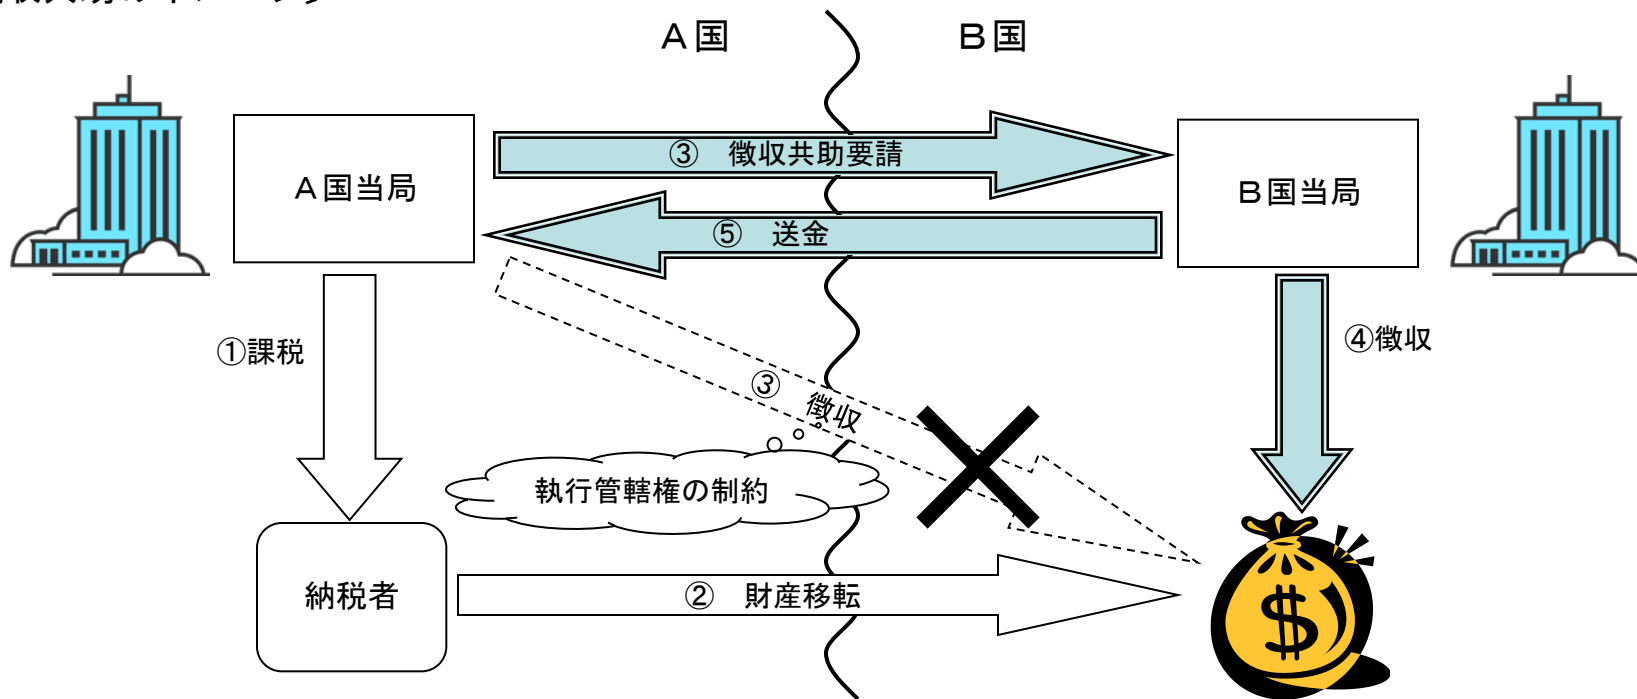 A国
B国
A国当局
③ 徴収共助要請
B国当局
⑤ 送金
①課税
④徴収
③ 徴収
執行管轄権の制約
納税者
② 財産移転
$